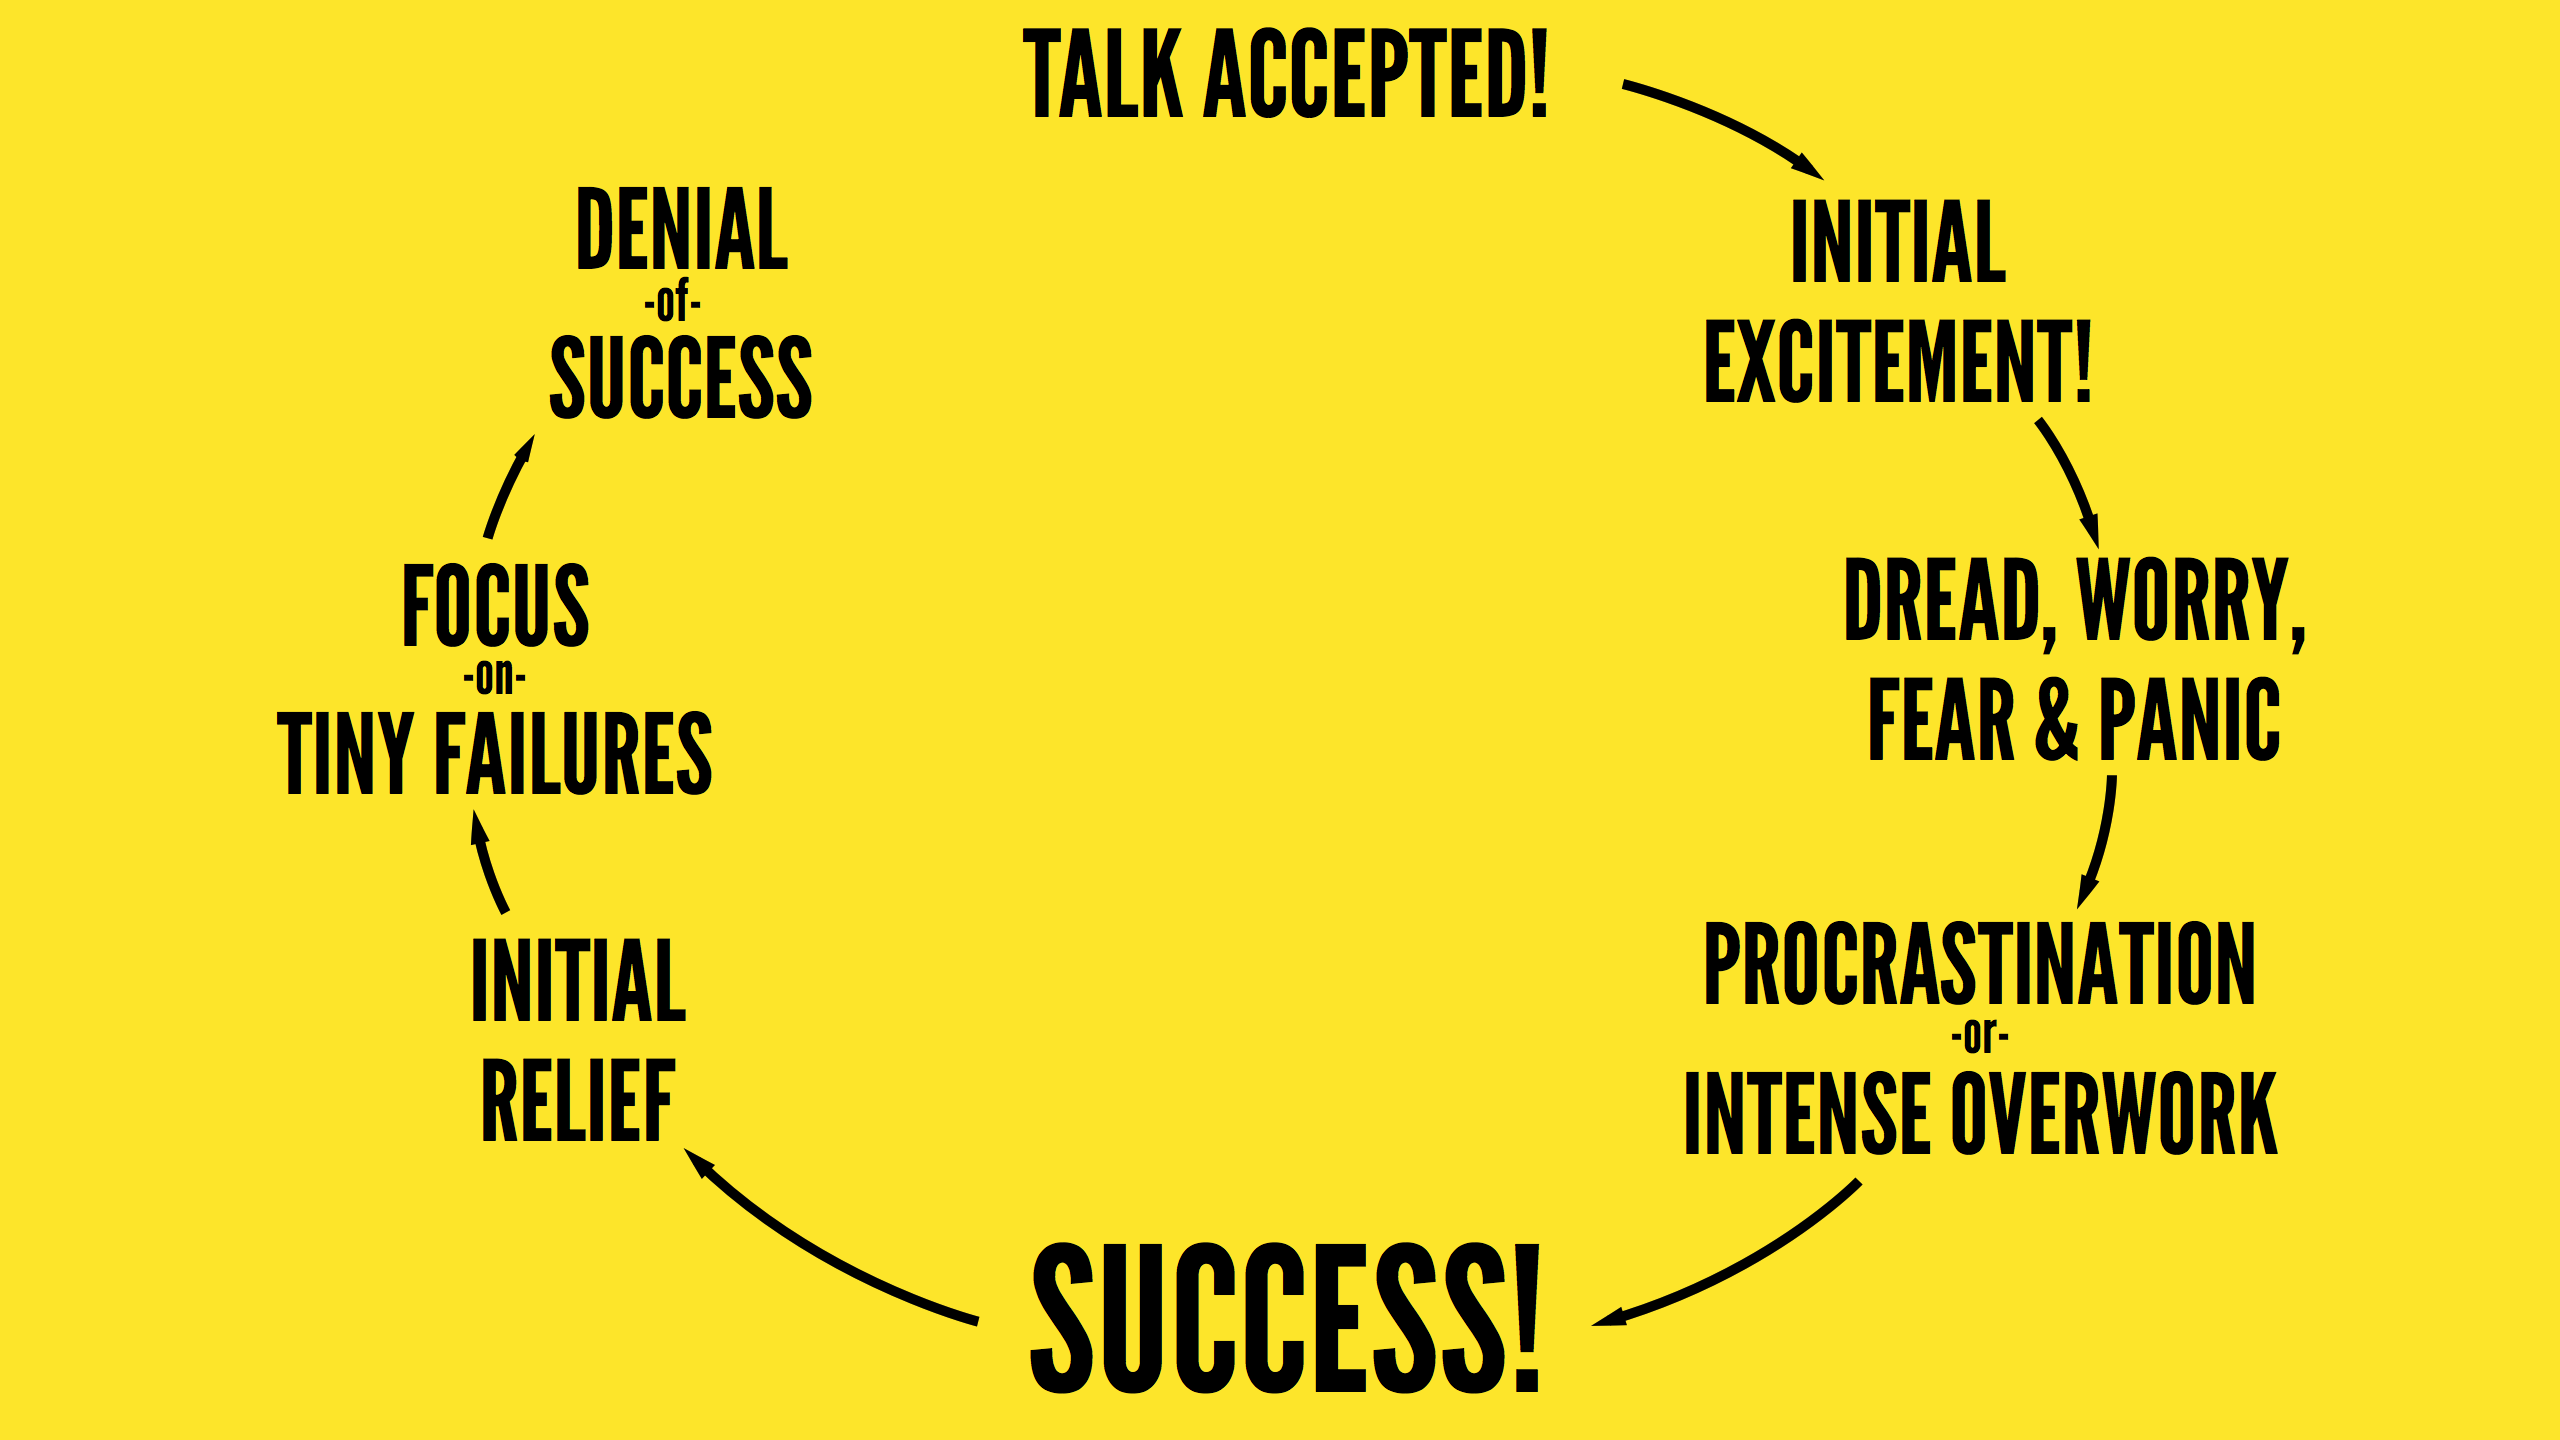 TALK ACCEPTED!
INITIAL
EXCITEMENT!
DREAD, WORRY,
FEAR & PANIC
PROCRASTINATION
-or-
INTENSE OVERWORK
SUCCESS!
INITIAL
RELIEF
FOCUS
-on-
TINY FAILURES
DENIAL
-of-
SUCCESS